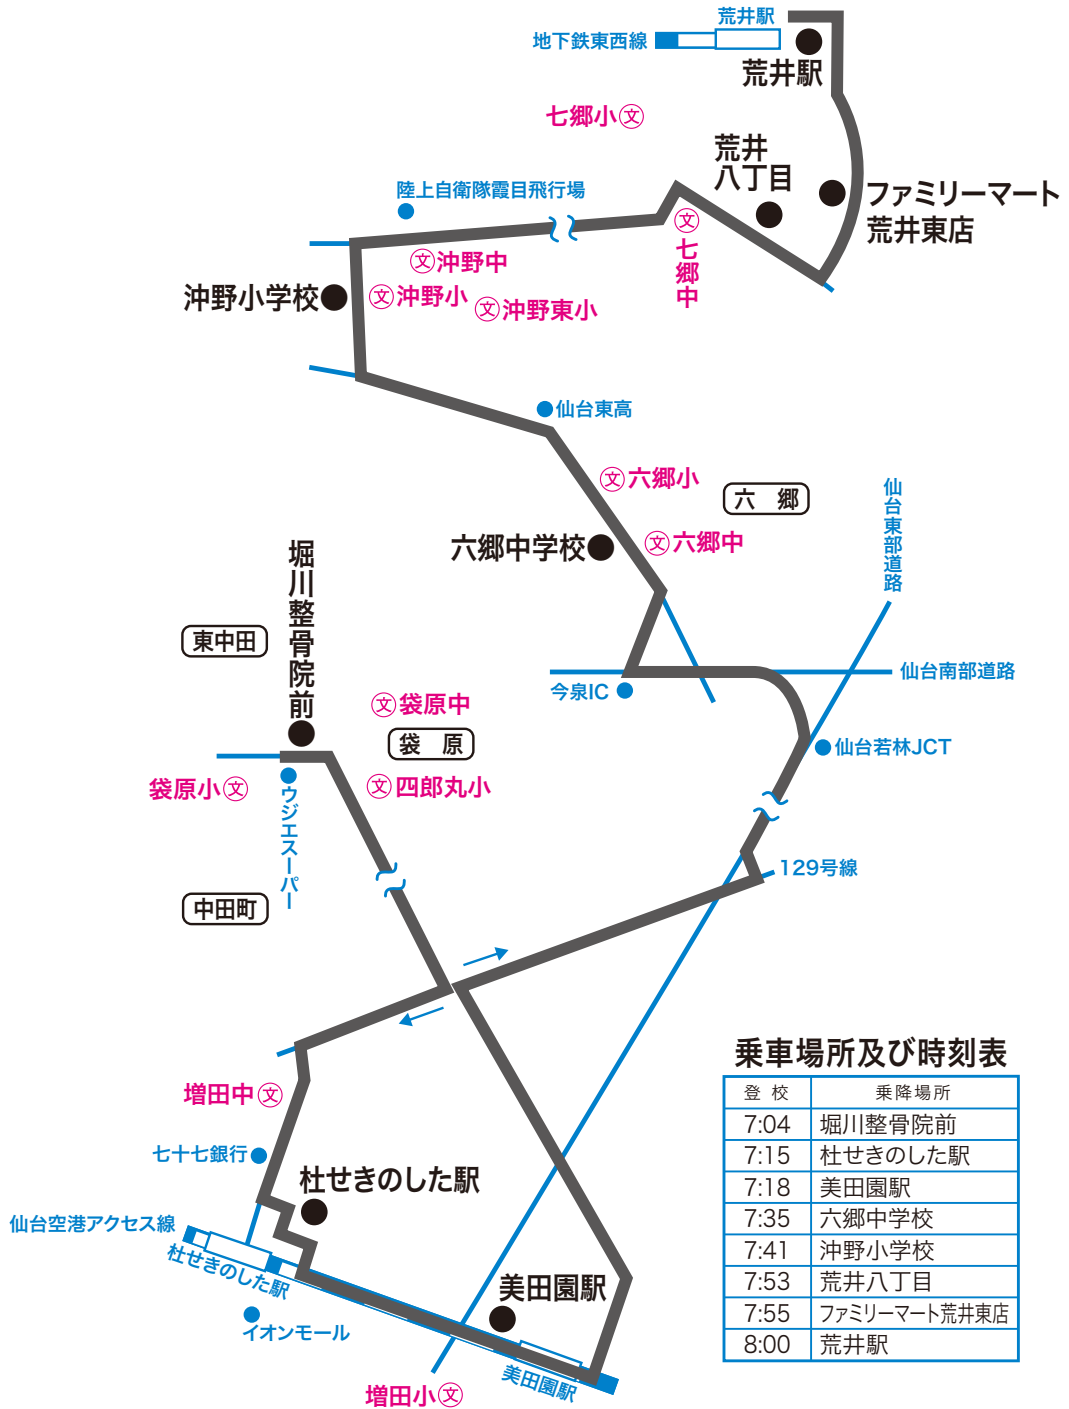 荒井駅
地下鉄東西線
荒井駅
七郷小㊛
荒井
八丁目
ファミリーマート
荒井東店
陸上自衛隊霞目飛行場
文
七郷中
文沖野中
沖野小学校
文沖野小
文沖野東小
仙台東高
文六郷小
六　郷
仙台東部道路
六郷中学校
文六郷中
堀川整骨院前
東中田
仙台南部道路
今泉IC
文袋原中
袋　原
仙台若林JCT
袋原小文
文四郎丸小
ウジエスーパー
129号線
中田町
増田中文
七十七銀行
杜せきのした駅
仙台空港アクセス線
杜せきのした駅
イオンモール
美田園駅
美田園駅
増田小文
乗車場所及び時刻表
登 校 乗降場所
7:04 堀川整骨院前
7:15 杜せきのした駅
7:18 美田園駅
7:35 六郷中学校
7:41 沖野小学校
7:53 荒井八丁目
7:55 ファミリーマート荒井東店
8:00 荒井駅